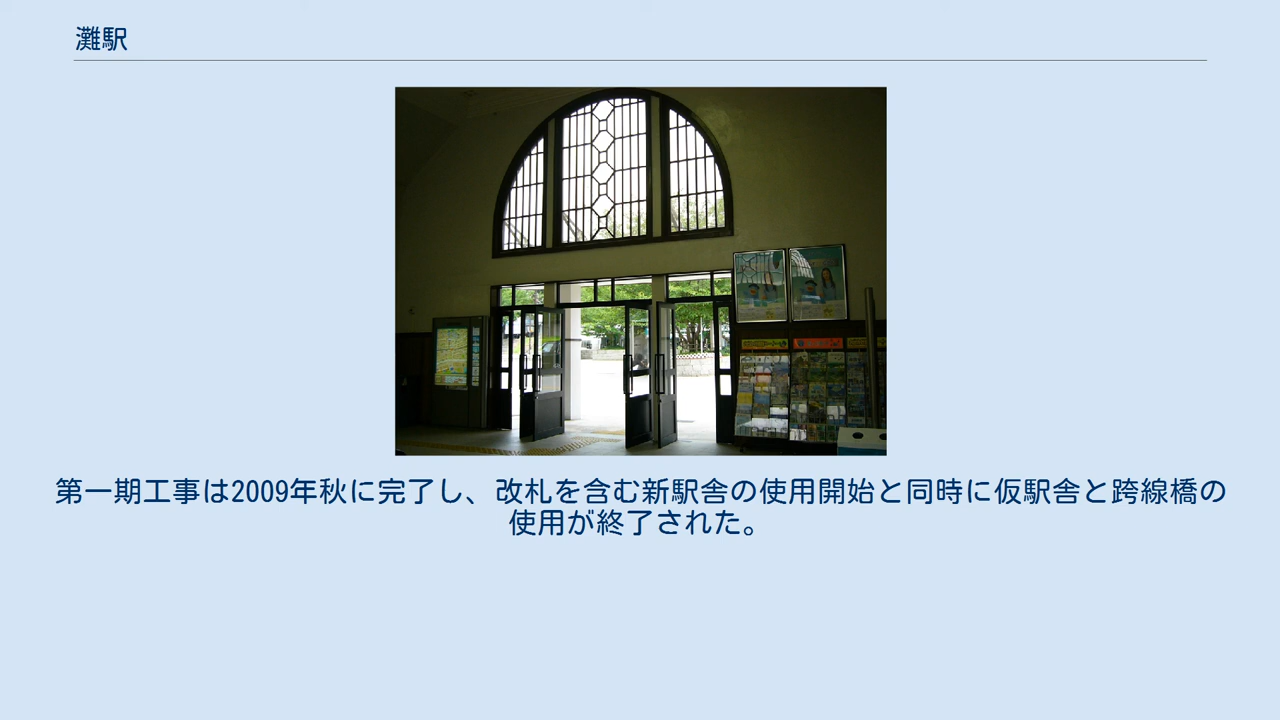 灘駅
第一期工事は2009年秋に完了し、改札を含む新駅舎の使用開始と同時に仮駅舎と跨線橋の
使用が終了された。